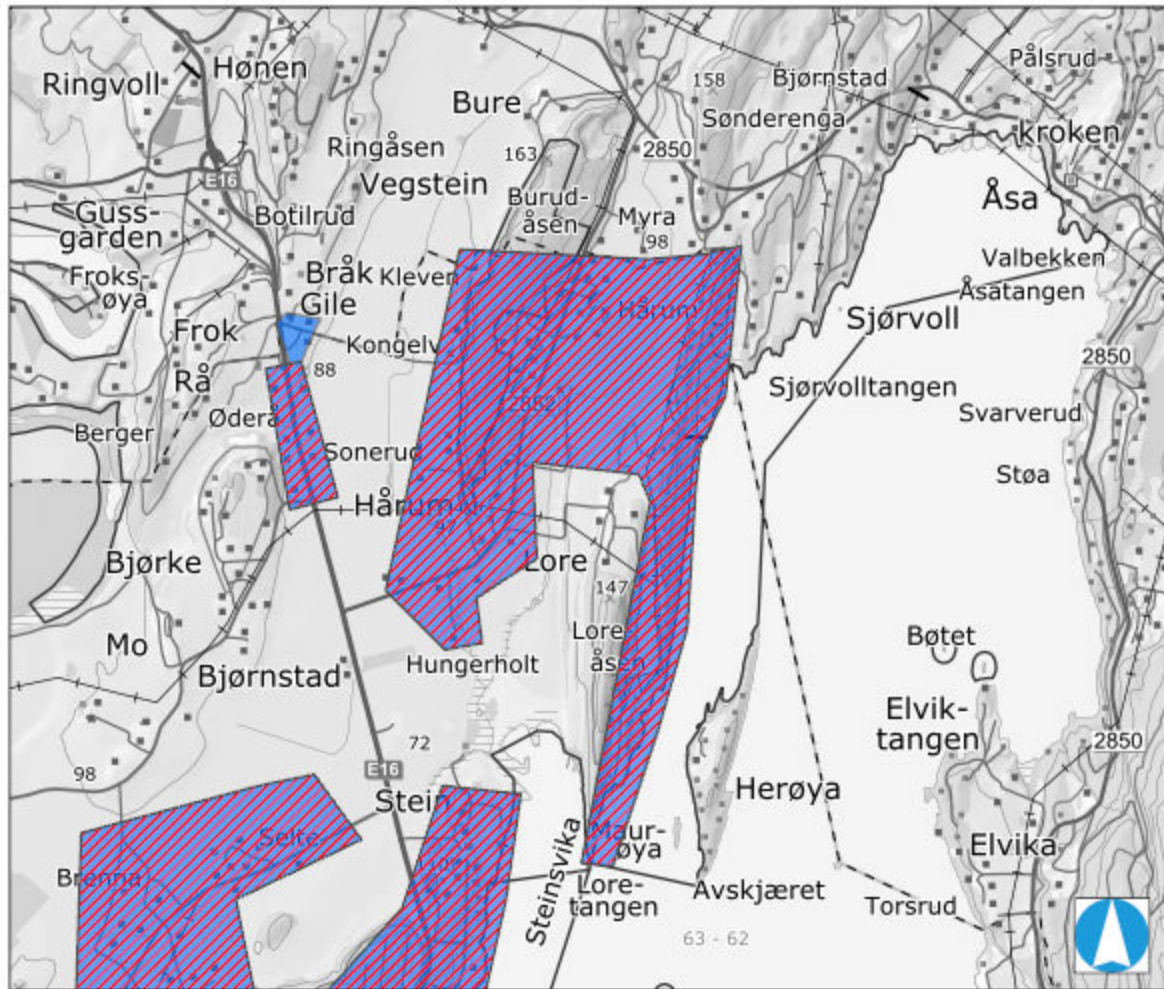 Ringvoll
Hønen
Bure
158
Bjørnstad
Pålsrud
Sønderenga
kroken
Ringåsen
163
2850
E16
Vegstein
Åsa
Guss-
gården
Botilrud
Burud-
åsen
Myra
98
Valbekken
Froks-
øya
Bråk
Kleven
Åsatangen
Gile
Hårum
Sjørvoll
Frok
Kongelv
2850
Rå
88
Sjørvolltangen
2852
Øderå
Svarverud
Berger
Sonerud
Støa
Hårum
97
Bjørke
Lore
147
Mo
Lore-
åsen
Bøtet
Hungerholt
Bjørnstad
Elvik-
tangen
72
2850
98
E16
Herøya
Stein
Selte
Maur-
øya
Elvika
Brenna
Steinsvika
Lore-
tangen
Avskjæret
Torsrud
63 - 62